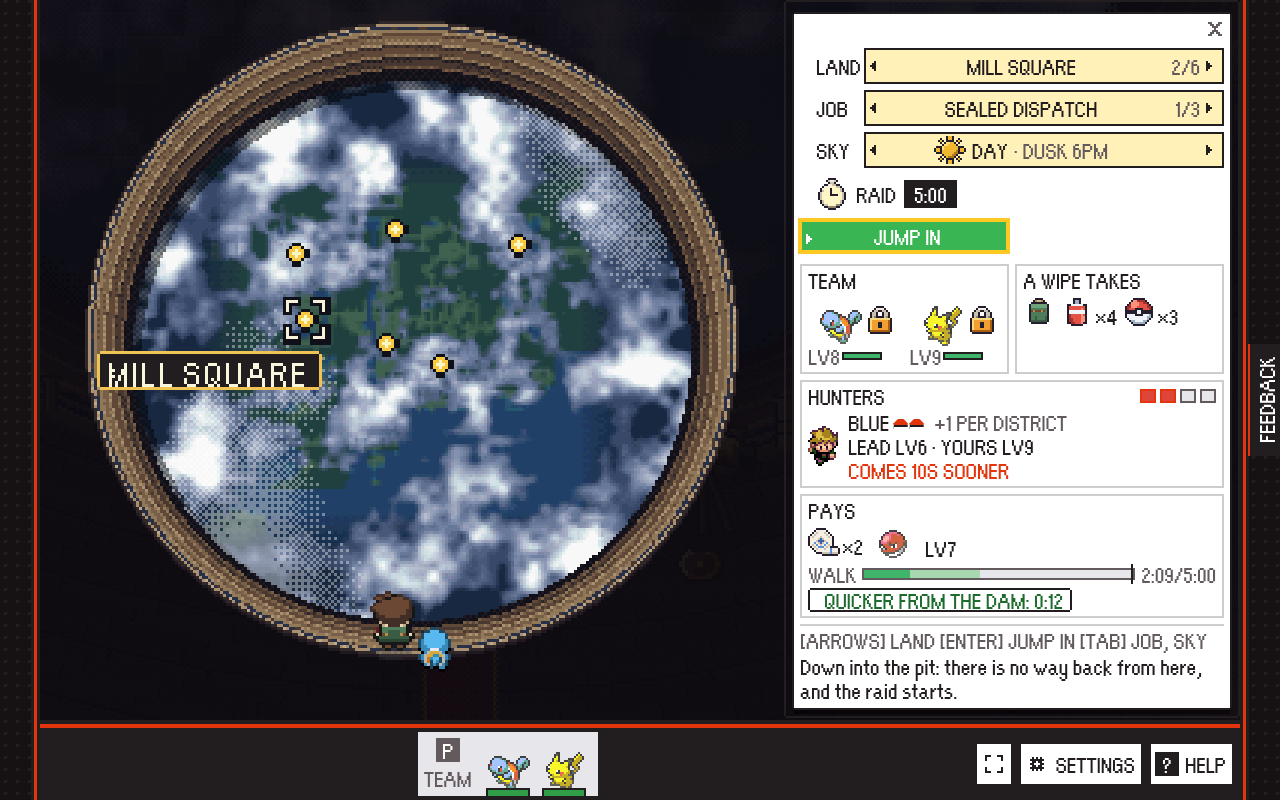 LAND MILL SQUARE 2/6
JOB SEALED DISPATCH 1/3
SKY DAY · DUSK 6PM
RAID 5:00
JUMP IN
TEAM
LV8 LV9
A WIPE TAKES
×4 ×3
HUNTERS
BLUE +1 PER DISTRICT
LEAD LV6 · YOURS LV9
COMES 10S SOONER
PAYS
×2 LV7
WALK 2:09/5:00
QUICKER FROM THE DAM: 0:12
[ARROWS] LAND [ENTER] JUMP IN [TAB] JOB, SKY
Down into the pit: there is no way back from here,
and the raid starts.
MILL SQUARE
FEEDBACK
P
TEAM
SETTINGS
? HELP